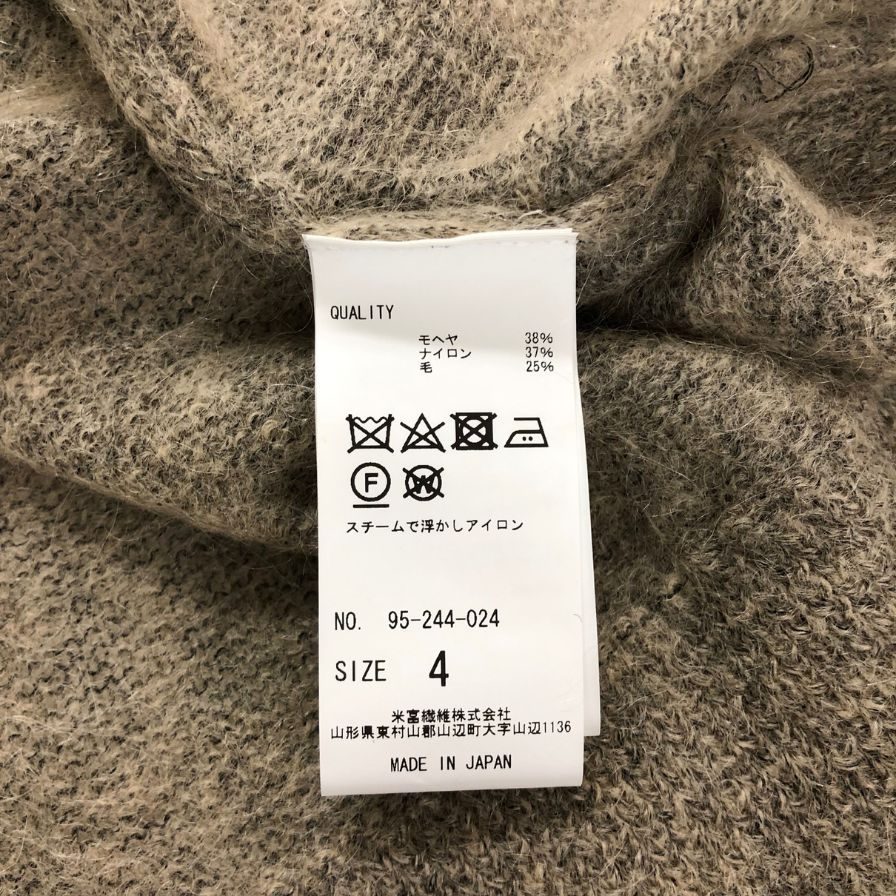 QUALITY
モヘヤ 38%
ナイロン 37%
毛 25%
F W
スチームで浮かしアイロン
NO. 95-244-024
SIZE 4
米富繊維株式会社
山形県東村山郡山辺町大字山辺1136
MADE IN JAPAN